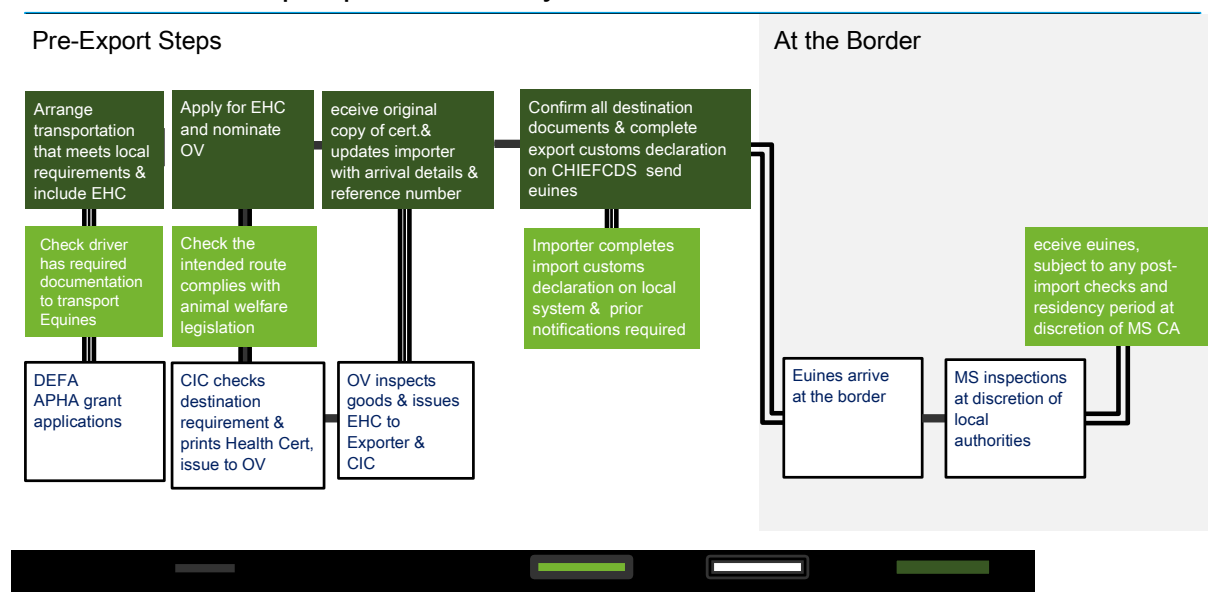 Pre-Export Steps
At the Border
Arrange
transportation
that meets local
requirements &
include EHC
Apply for EHC
and nominate
OV
eceive original
copy of cert.&
updates importer
with arrival details &
reference number
Confirm all destination
documents & complete
export customs declaration
on CHIEFCDS send
euines
Check driver
has required
documentation
to transport
Equines
Check the
intended route
complies with
animal welfare
legislation
Importer completes
import customs
declaration on local
system & prior
notifications required
eceive euines,
subject to any post-
import checks and
residency period at
discretion of MS CA
DEFA
APHA grant
applications
CIC checks
destination
requirement &
prints Health Cert,
issue to OV
OV inspects
goods & issues
EHC to
Exporter &
CIC
Euines arrive
at the border
MS inspections
at discretion of
local
authorities